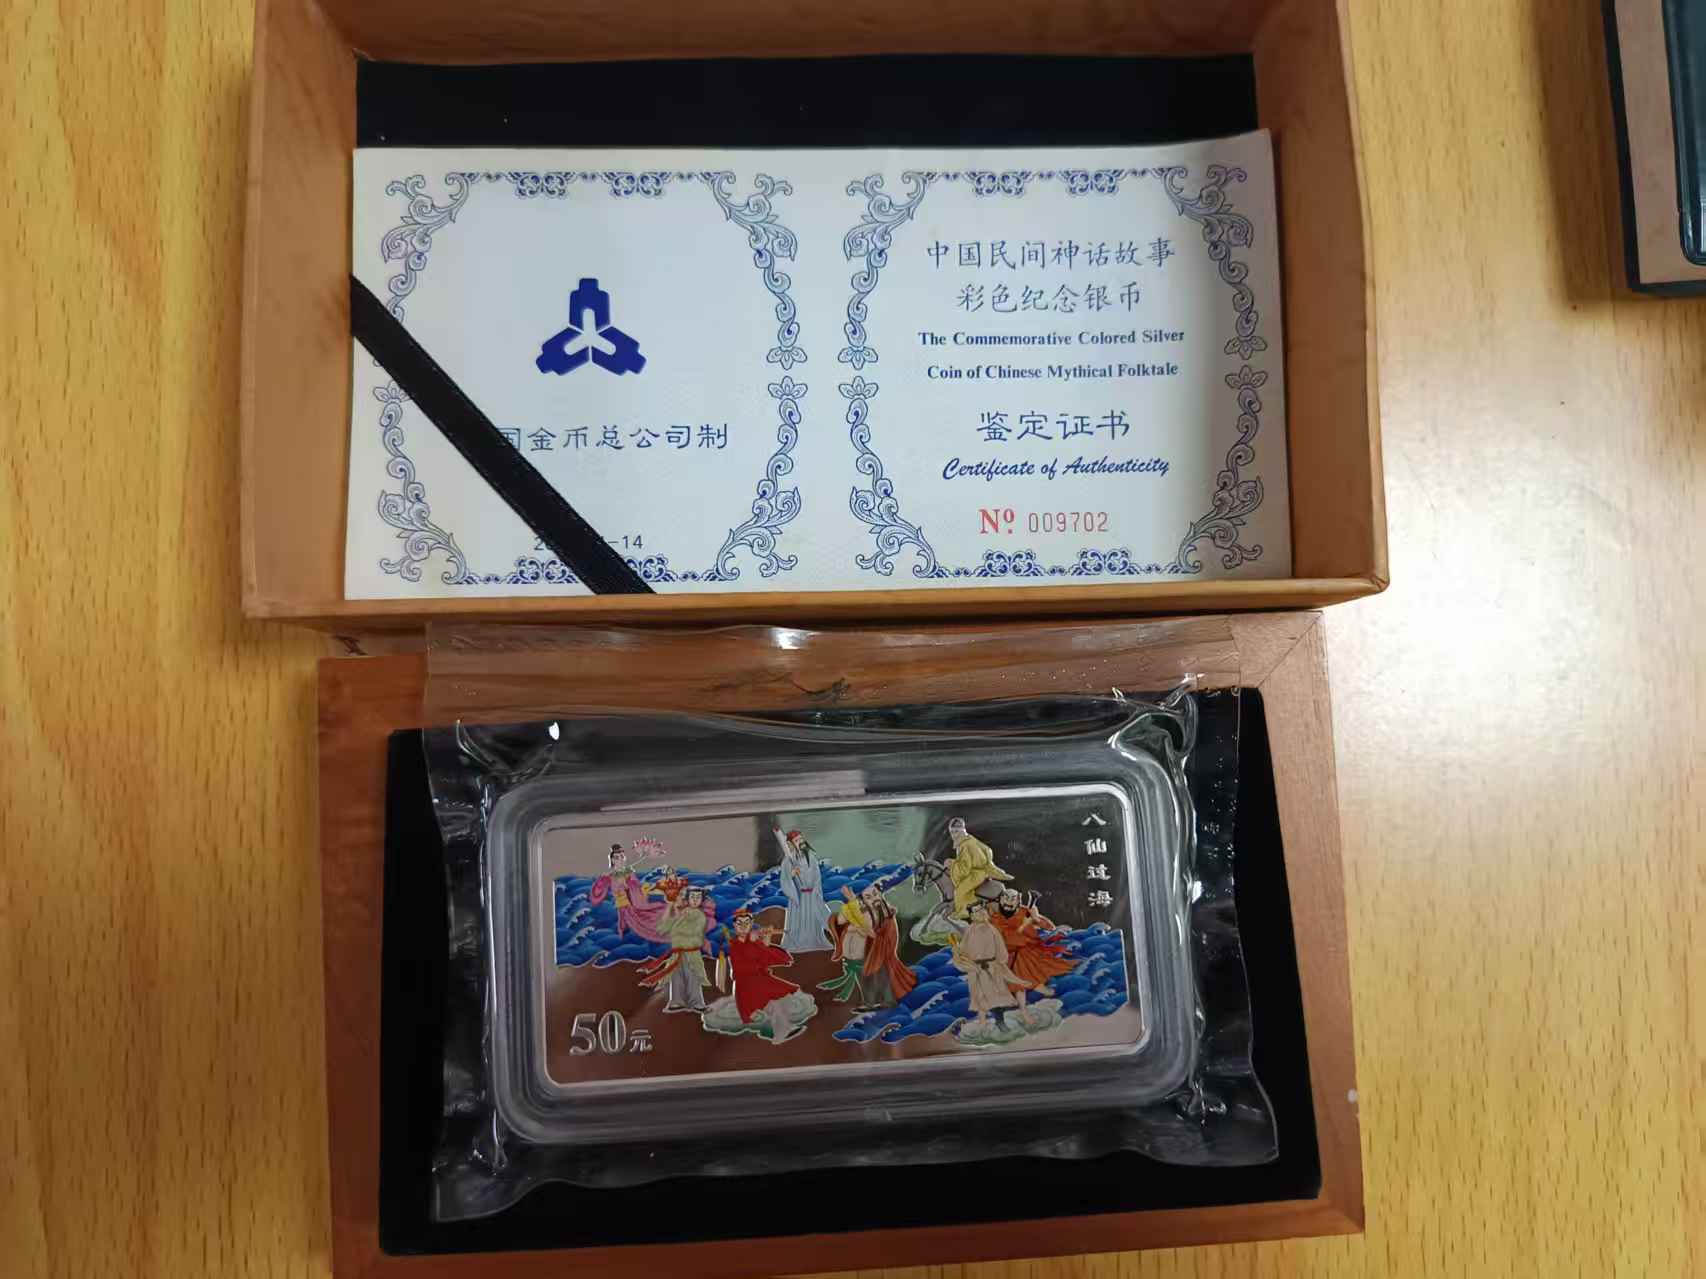 国金币总公司制
中国民间神话故事
彩色纪念银币
The Commemorative Colored Silver
Coin of Chinese Mythical Folktale
鉴定证书
Certificate of Authenticity
Nº 009702
八仙过海
50元